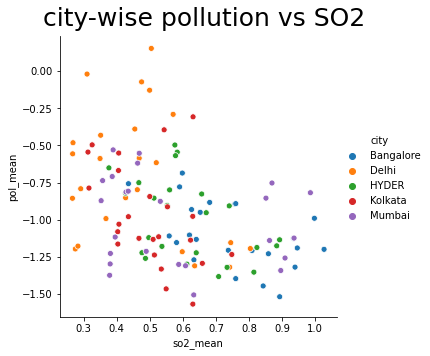 city-wise pollution vs SO2
0.00
-0.25
-0.50
-0.75
-1.00
-1.25
-1.50
pol_mean
0.3 0.4 0.5 0.6 0.7 0.8 0.9 1.0
so2_mean
city
Bangalore
Delhi
HYDER
Kolkata
Mumbai